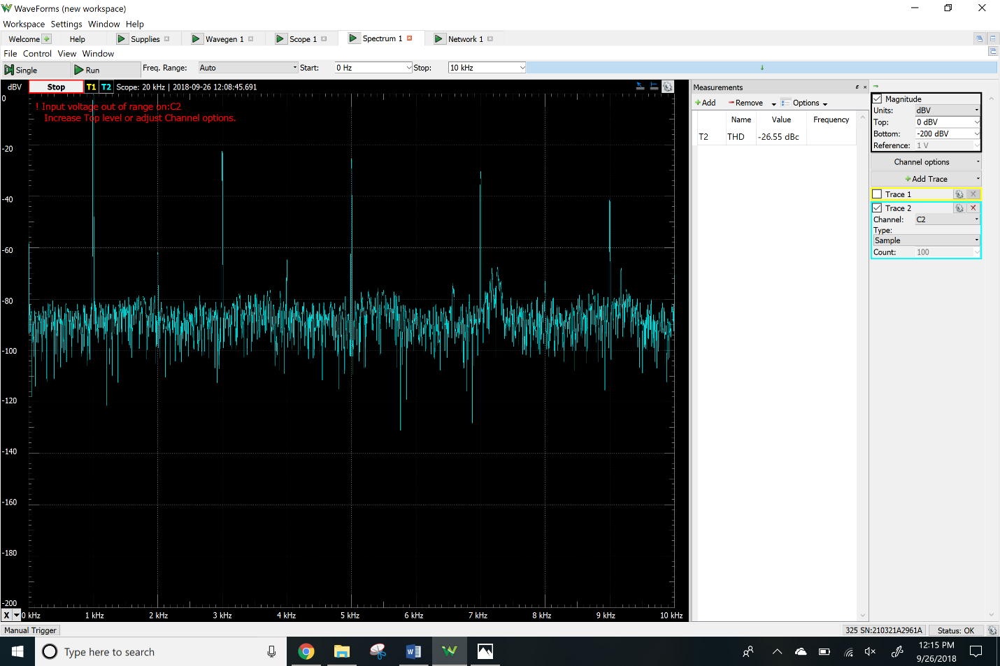 WaveForms (new workspace)
Workspace Settings Window Help
Welcome Help Supplies Wavegen 1 Scope 1 Spectrum 1 Network 1
File Control View Window
Single Run Freq. Range: Auto Start: 0 Hz Stop: 10 kHz
dBV Stop T1 T2 Scope: 20 kHz | 2018-09-26 12:08:45.691
! Input voltage out of range on:C2
Increase Top level or adjust Channel options.
0
-20
-40
-60
-80
-100
-120
-140
-160
-180
-200
X 0 kHz 1 kHz 2 kHz 3 kHz 4 kHz 5 kHz 6 kHz 7 kHz 8 kHz 9 kHz 10 kHz
Measurements
Add Remove Options
Name Value Frequency
T2 THD -26.55 dBc
Magnitude
Units: dBV
Top: 0 dBV
Bottom: -200 dBV
Reference: 1 V
Channel options
Add Trace
Trace 1
Trace 2
Channel: C2
Type:
Sample
Count: 100
Manual Trigger 325 SN:210321A2961A Status: OK
Type here to search
12:15 PM
9/26/2018